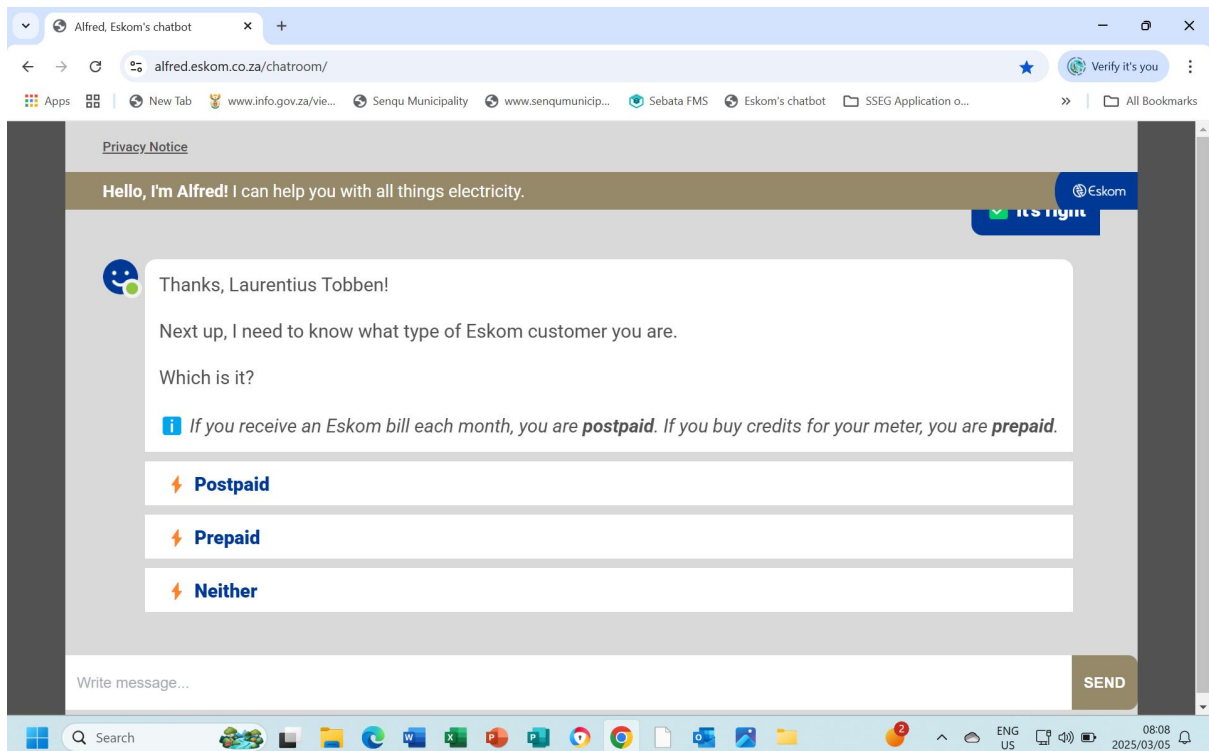 Alfred, Eskom's chatbot
alfred.eskom.co.za/chatroom/
Verify it's you
Apps
New Tab
www.info.gov.za/vie...
Senqu Municipality
www.senqumunicip...
Sebata FMS
Eskom's chatbot
SSEG Application o...
All Bookmarks
Privacy Notice
Hello, I'm Alfred! I can help you with all things electricity.
Eskom
It's right
Thanks, Laurentius Tobben!
Next up, I need to know what type of Eskom customer you are.
Which is it?
If you receive an Eskom bill each month, you are postpaid. If you buy credits for your meter, you are prepaid.
Postpaid
Prepaid
Neither
Write message...
SEND
Search
2
ENG
US
08:08
2025/03/05